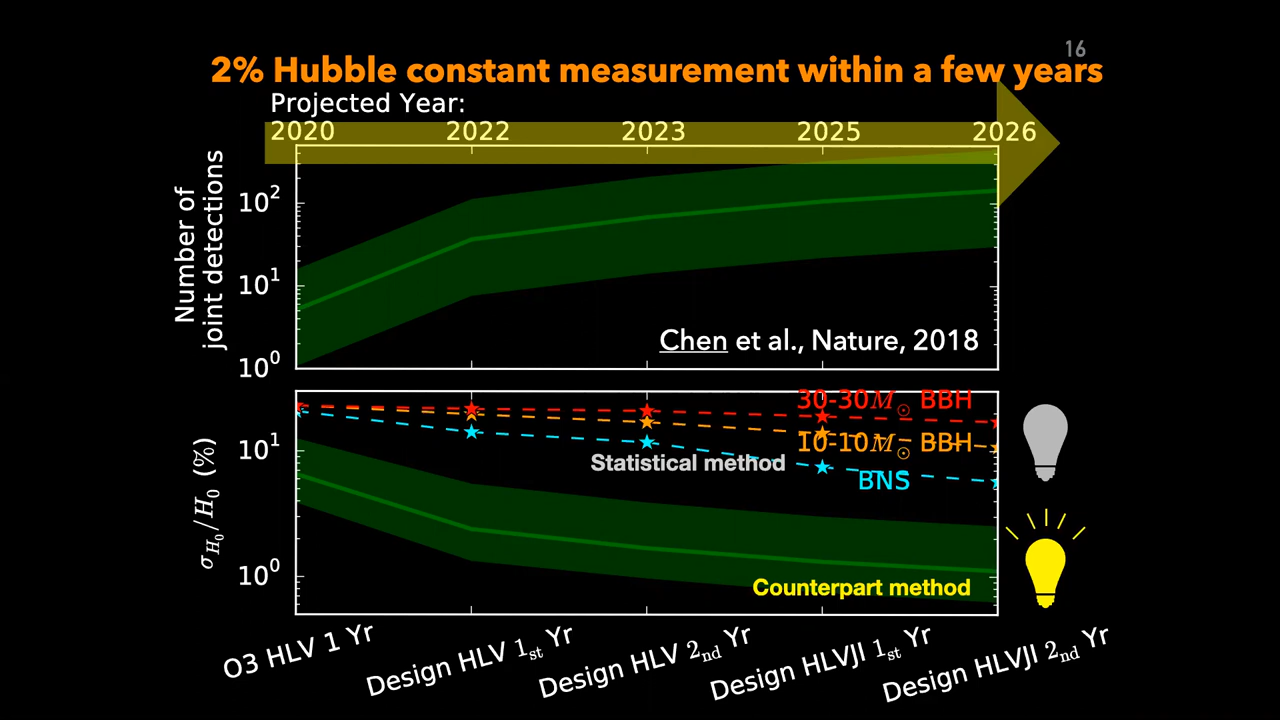 16
2% Hubble constant measurement within a few years
Projected Year:
2020 2022 2023 2025 2026
Number of
joint detections
10²
10¹
10⁰
Chen et al., Nature, 2018
σ_H₀/H₀ (%)
10¹
10⁰
30-30M⊙ BBH
10-10M⊙ BBH
Statistical method
BNS
Counterpart method
O3 HLV 1 Yr
Design HLV 1st Yr
Design HLV 2nd Yr
Design HLVJI 1st Yr
Design HLVJI 2nd Yr